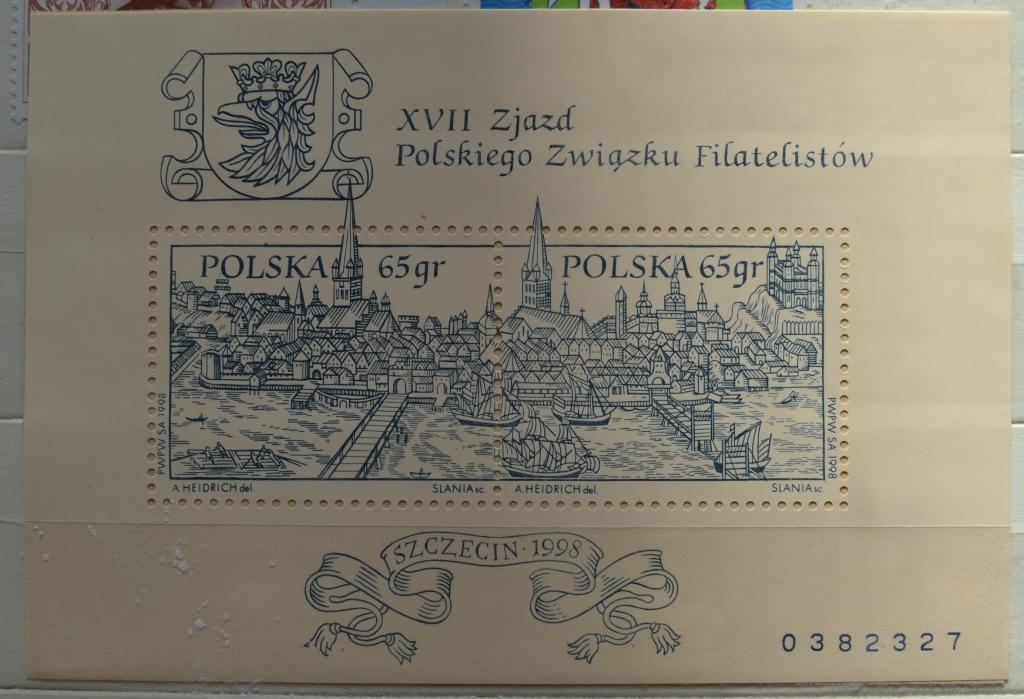 XVII Zjazd
Polskiego Związku Filatelistów
POLSKA 65gr
POLSKA 65gr
PWPW SA 1998
PWPW SA 1998
A.HEIDRICH del.
SLANIA sc.
A.HEIDRICH del.
SLANIA sc.
SZCZECIN·1998
0382327